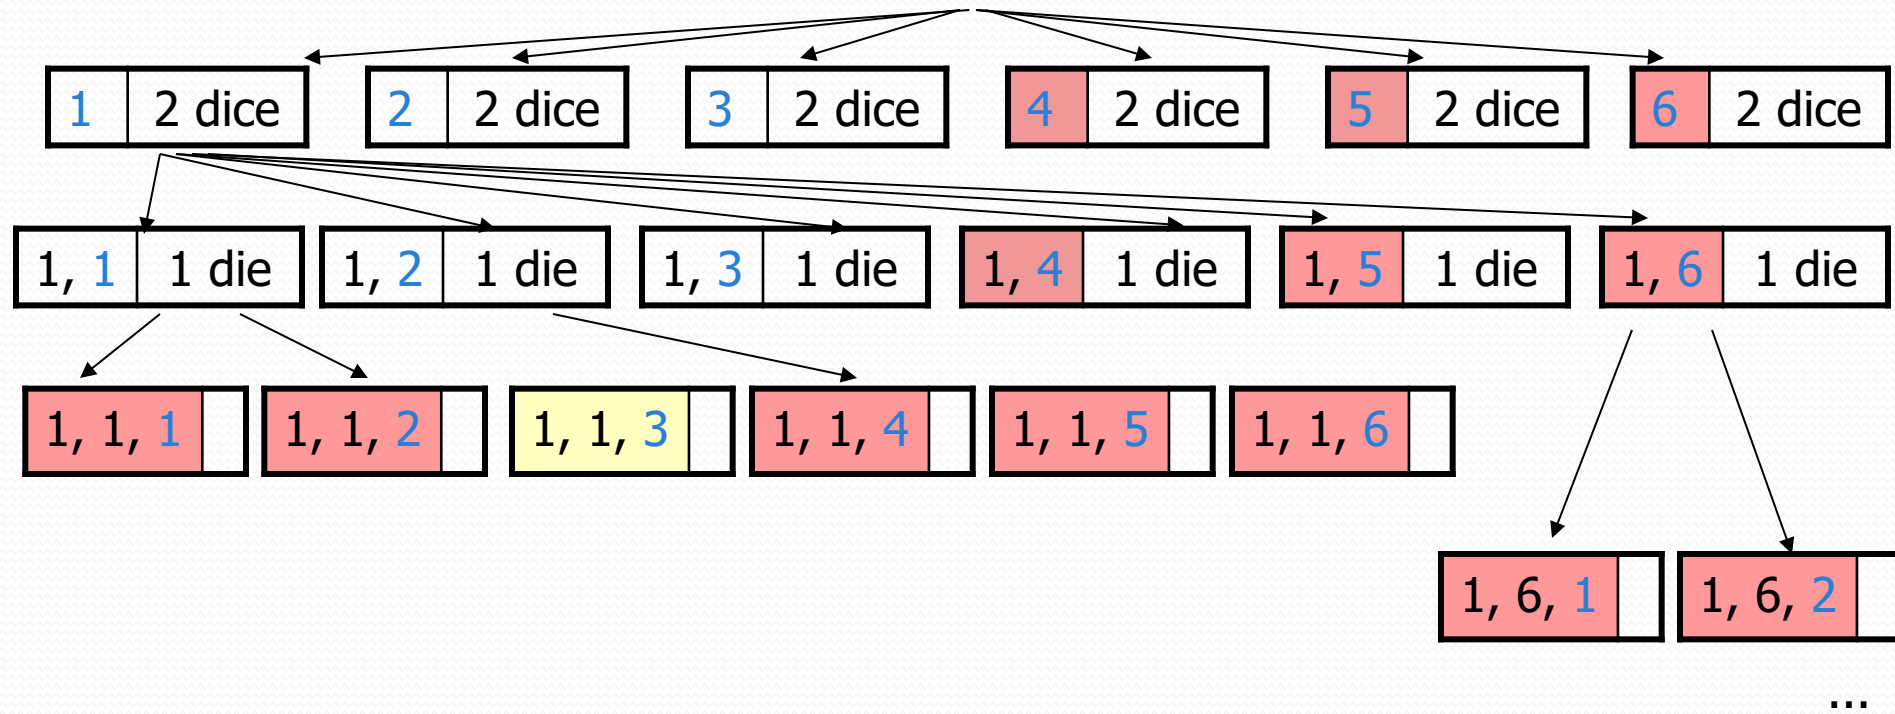 1 2 dice 2 2 dice 3 2 dice 4 2 dice 5 2 dice 6 2 dice
1, 1 1 die 1, 2 1 die 1, 3 1 die 1, 4 1 die 1, 5 1 die 1, 6 1 die
1, 1, 1 1, 1, 2 1, 1, 3 1, 1, 4 1, 1, 5 1, 1, 6
1, 6, 1 1, 6, 2
...